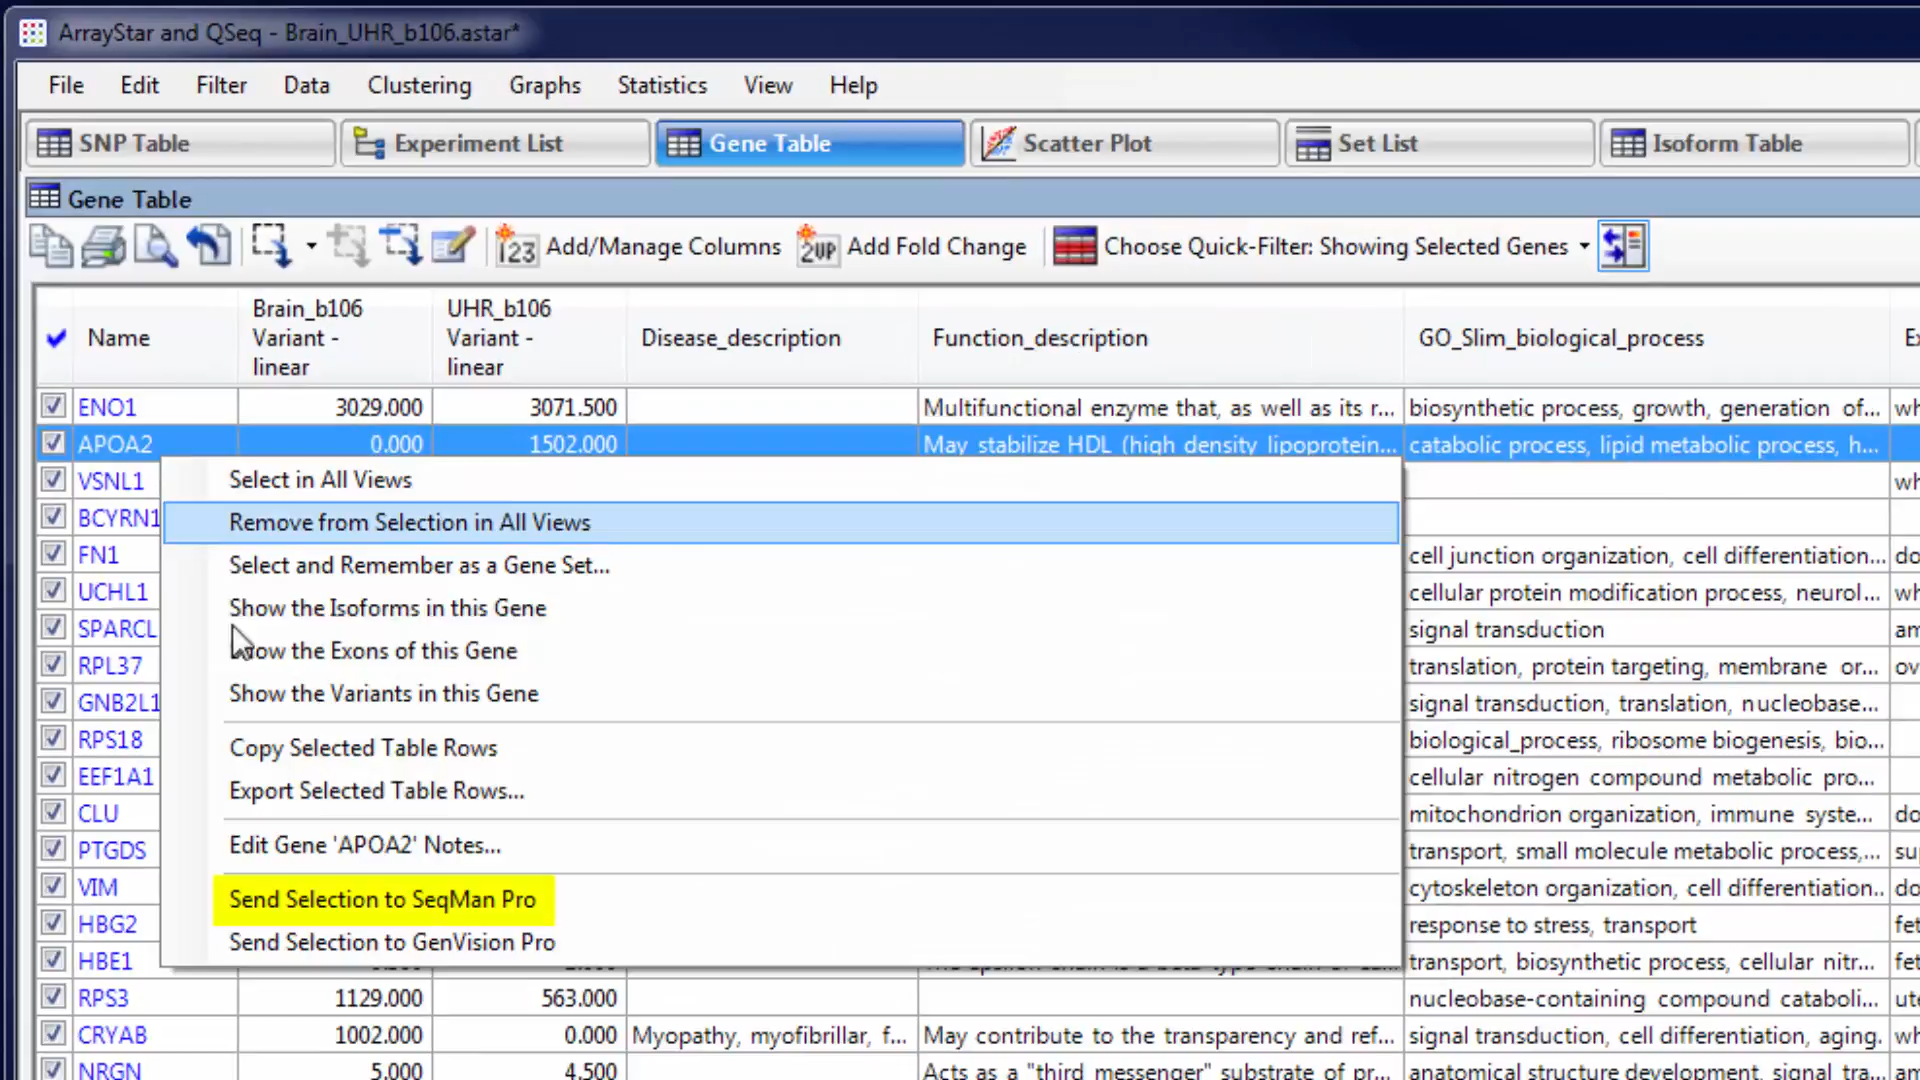 ArrayStar and QSeq - Brain_UHR_b106.astar*
File Edit Filter Data Clustering Graphs Statistics View Help
SNP Table Experiment List Gene Table Scatter Plot Set List Isoform Table
Gene Table
123 Add/Manage Columns 2UP Add Fold Change Choose Quick-Filter: Showing Selected Genes
Name Brain_b106 Variant - linear UHR_b106 Variant - linear Disease_description Function_description GO_Slim_biological_process
ENO1 3029.000 3071.500 Multifunctional enzyme that, as well as its r... biosynthetic process, growth, generation of...
APOA2 0.000 1502.000 May stabilize HDL (high density lipoprotein... catabolic process, lipid metabolic process, h...
VSNL1
BCYRN1
FN1 cell junction organization, cell differentiation...
UCHL1 cellular protein modification process, neurol...
SPARCL signal transduction
RPL37 translation, protein targeting, membrane or...
GNB2L1 signal transduction, translation, nucleobase...
RPS18 biological_process, ribosome biogenesis, bio...
EEF1A1 cellular nitrogen compound metabolic pro...
CLU mitochondrion organization, immune syste...
PTGDS transport, small molecule metabolic process,...
VIM cytoskeleton organization, cell differentiation...
HBG2 response to stress, transport
HBE1 transport, biosynthetic process, cellular nitr...
RPS3 1129.000 563.000 nucleobase-containing compound cataboli...
CRYAB 1002.000 0.000 Myopathy, myofibrillar, f... May contribute to the transparency and ref... signal transduction, cell differentiation, aging.
NRGN 5.000 4.500 Acts as a "third messenger" substrate of pr... anatomical structure development, signal tra...
Select in All Views
Remove from Selection in All Views
Select and Remember as a Gene Set...
Show the Isoforms in this Gene
Show the Exons of this Gene
Show the Variants in this Gene
Copy Selected Table Rows
Export Selected Table Rows...
Edit Gene 'APOA2' Notes...
Send Selection to SeqMan Pro
Send Selection to GenVision Pro